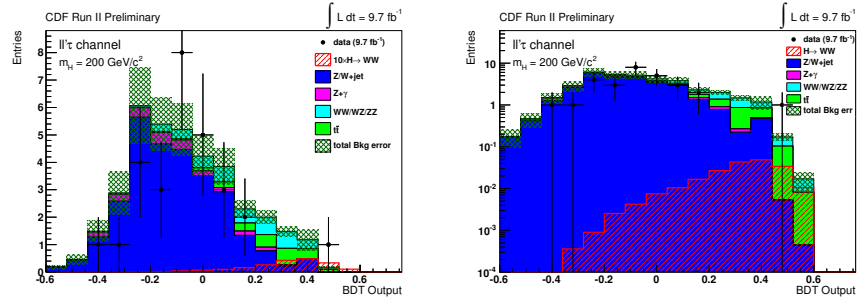 CDF Run II Preliminary
∫ L dt = 9.7 fb⁻¹
Entries
8
7
6
5
4
3
2
1
0
ll'τ channel
m_H = 200 GeV/c²
data (9.7 fb⁻¹)
10×H→ WW
Z/W+jet
Z+γ
WW/WZ/ZZ
tt̄
total Bkg error
-0.6 -0.4 -0.2 0 0.2 0.4 0.6
BDT Output
CDF Run II Preliminary
∫ L dt = 9.7 fb⁻¹
Entries
10
1
10⁻¹
10⁻²
10⁻³
10⁻⁴
ll'τ channel
m_H = 200 GeV/c²
data (9.7 fb⁻¹)
H→ WW
Z/W+jet
Z+γ
WW/WZ/ZZ
tt̄
total Bkg error
-0.6 -0.4 -0.2 0 0.2 0.4 0.6
BDT Output